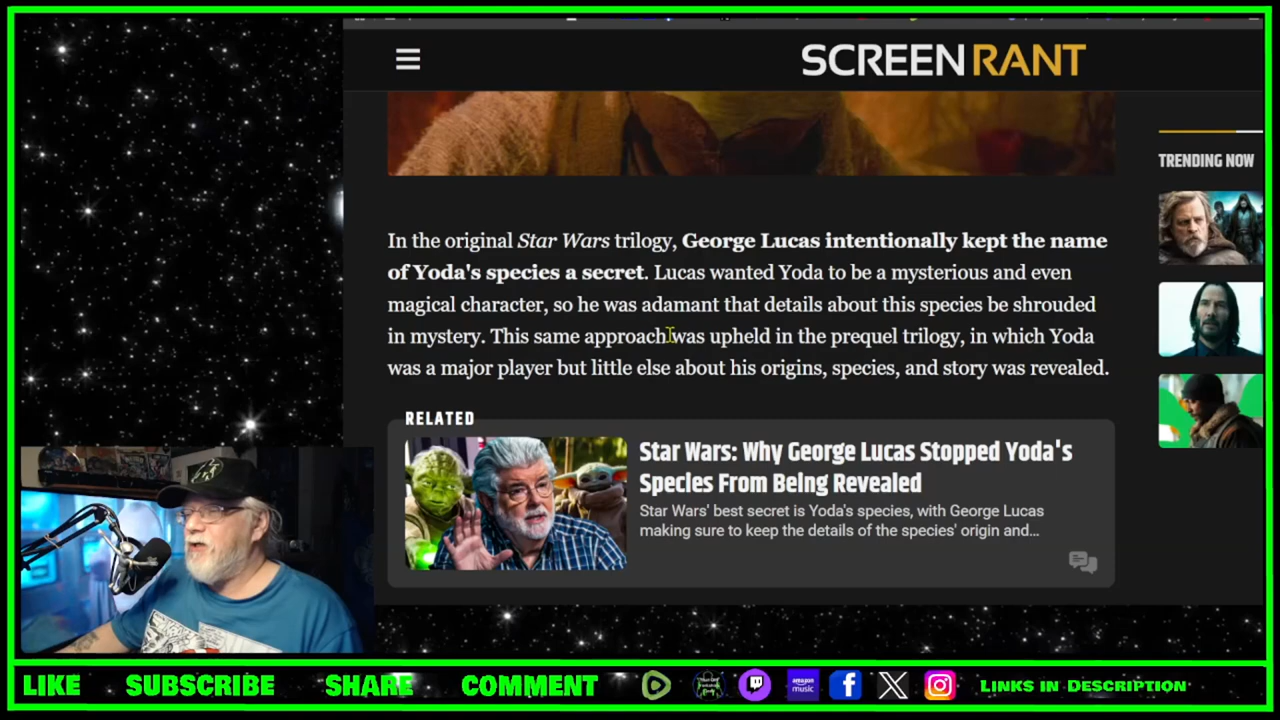 SCREENRANT
TRENDING NOW
In the original Star Wars trilogy, George Lucas intentionally kept the name
of Yoda's species a secret. Lucas wanted Yoda to be a mysterious and even
magical character, so he was adamant that details about this species be shrouded
in mystery. This same approach was upheld in the prequel trilogy, in which Yoda
was a major player but little else about his origins, species, and story was revealed.
RELATED
Star Wars: Why George Lucas Stopped Yoda's
Species From Being Revealed
Star Wars' best secret is Yoda's species, with George Lucas
making sure to keep the details of the species' origin and...
LIKE SUBSCRIBE SHARE COMMENT amazon music LINKS IN DESCRIPTION